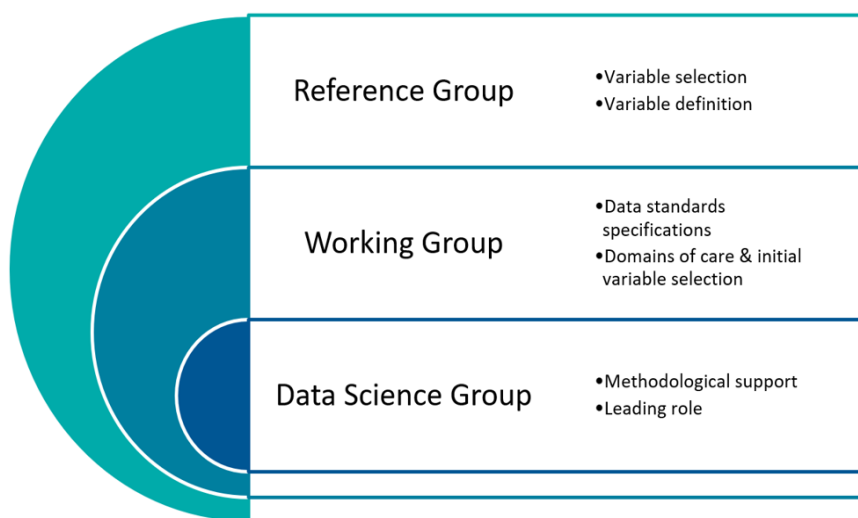 Reference Group
•Variable selection
•Variable definition
Working Group
•Data standards
specifications
•Domains of care & initial
variable selection
Data Science Group
•Methodological support
•Leading role